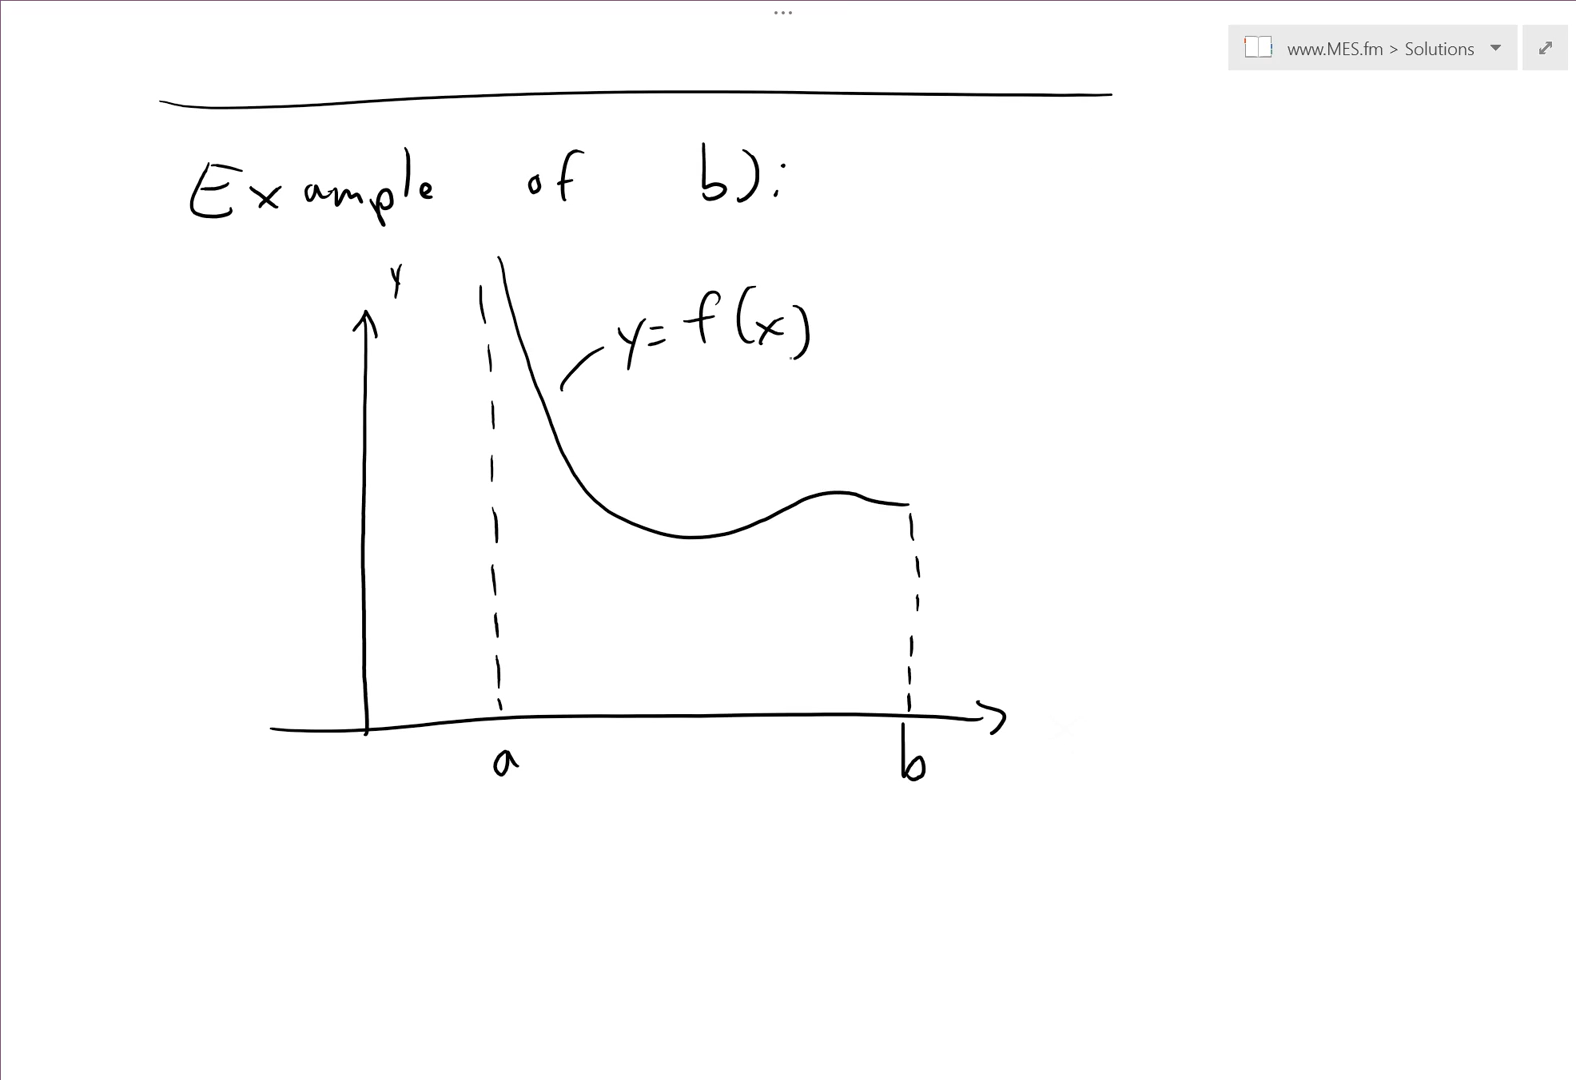 www.MES.fm > Solutions
Example of b):
y
y = f(x)
a
b